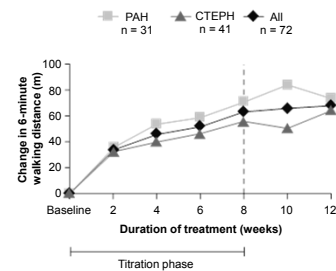 PAH CTEPH All
n = 31 n = 41 n = 72
Change in 6-minute
walking distance (m)
100
80
60
40
20
0
Baseline 2 4 6 8 10 12
Duration of treatment (weeks)
Titration phase